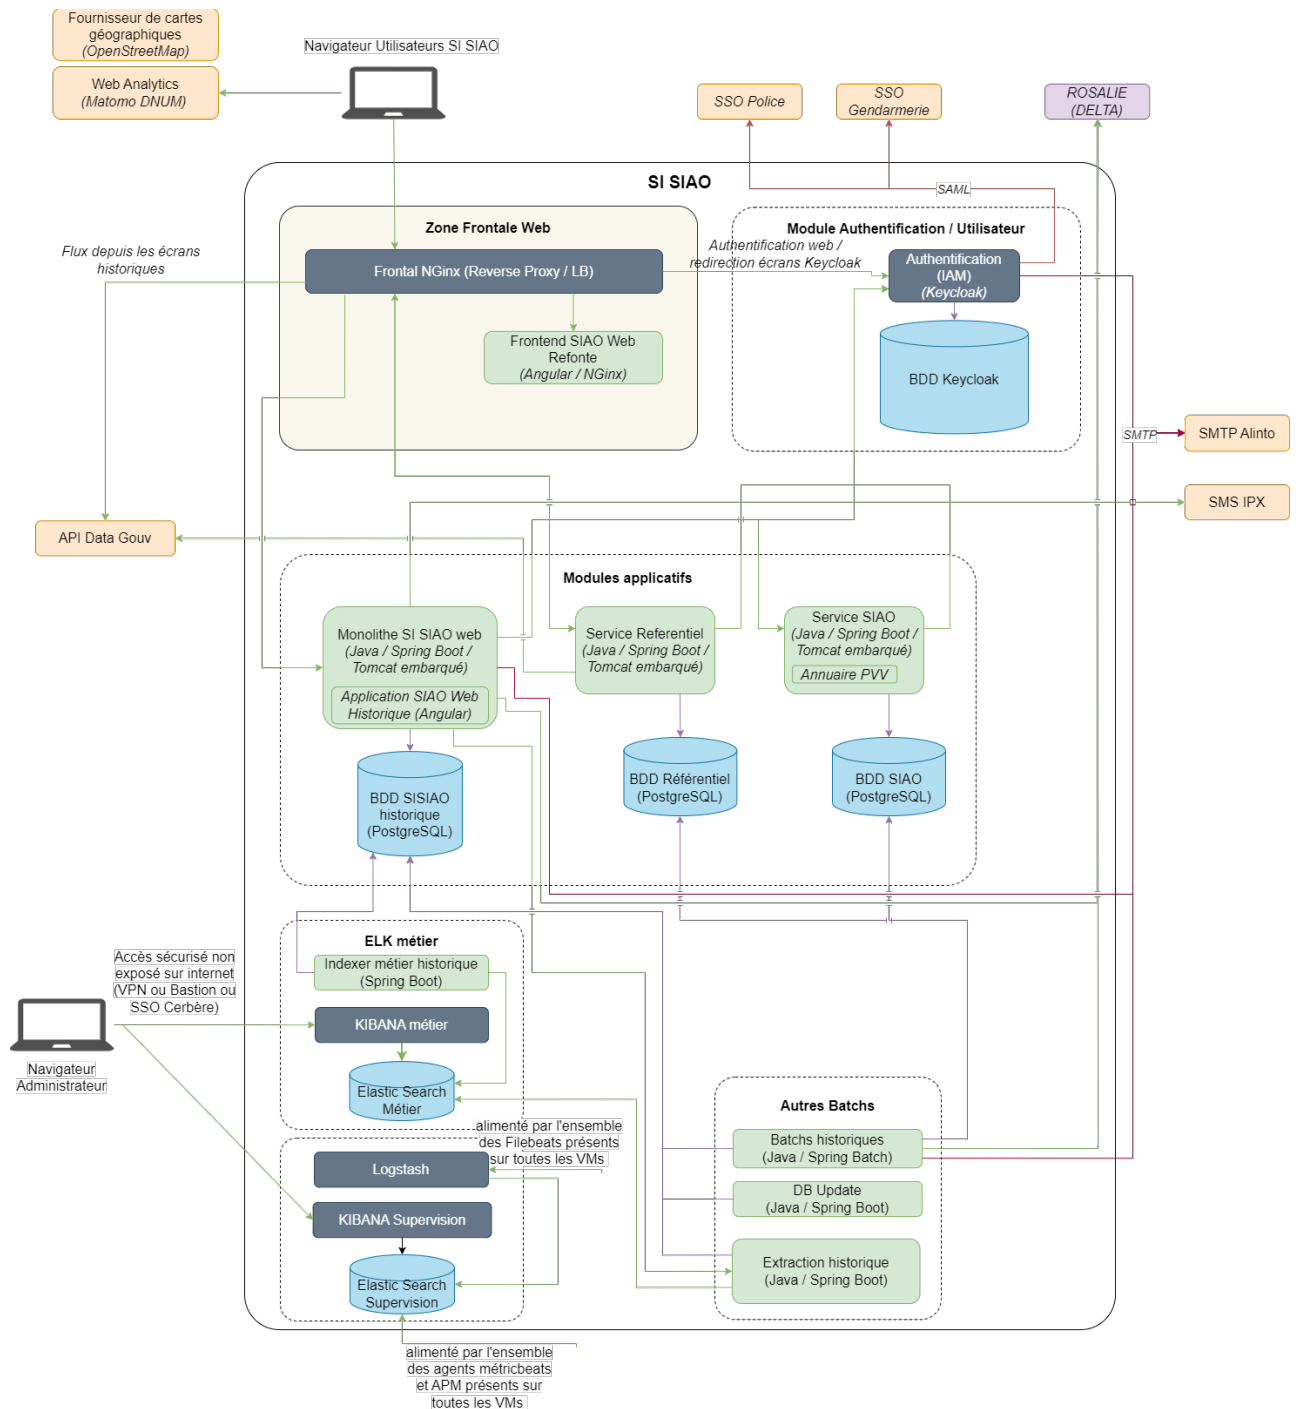 Fournisseur de cartes
géographiques
(OpenStreetMap)
Navigateur Utilisateurs SI SIAO
Web Analytics
(Matomo DNUM)
SSO Police
SSO
Gendarmerie
ROSALIE
(DELTA)
SI SIAO
SAML
Zone Frontale Web
Module Authentification / Utilisateur
Flux depuis les écrans
historiques
Frontal NGinx (Reverse Proxy / LB)
Authentification web /
redirection écrans Keycloak
Authentification
(IAM)
(Keycloak)
Frontend SIAO Web
Refonte
(Angular / NGinx)
BDD Keycloak
SMTP
SMTP Alinto
SMS IPX
API Data Gouv
Modules applicatifs
Monolithe SI SIAO web
(Java / Spring Boot /
Tomcat embarqué)
Application SIAO Web
Historique (Angular)
Service Referentiel
(Java / Spring Boot /
Tomcat embarqué)
Service SIAO
(Java / Spring Boot /
Tomcat embarqué)
Annuaire PVV
BDD SISIAO
historique
(PostgreSQL)
BDD Référentiel
(PostgreSQL)
BDD SIAO
(PostgreSQL)
ELK métier
Accès sécurisé non
exposé sur internet
(VPN ou Bastion ou
SSO Cerbère)
Indexer métier historique
(Spring Boot)
KIBANA métier
Navigateur
Administrateur
Elastic Search
Métier
Autres Batchs
alimenté par l'ensemble
des Filebeats présents
sur toutes les VMs
Batchs historiques
(Java / Spring Batch)
Logstash
DB Update
(Java / Spring Boot)
KIBANA Supervision
Extraction historique
(Java / Spring Boot)
Elastic Search
Supervision
alimenté par l'ensemble
des agents métricbeats
et APM présents sur
toutes les VMs